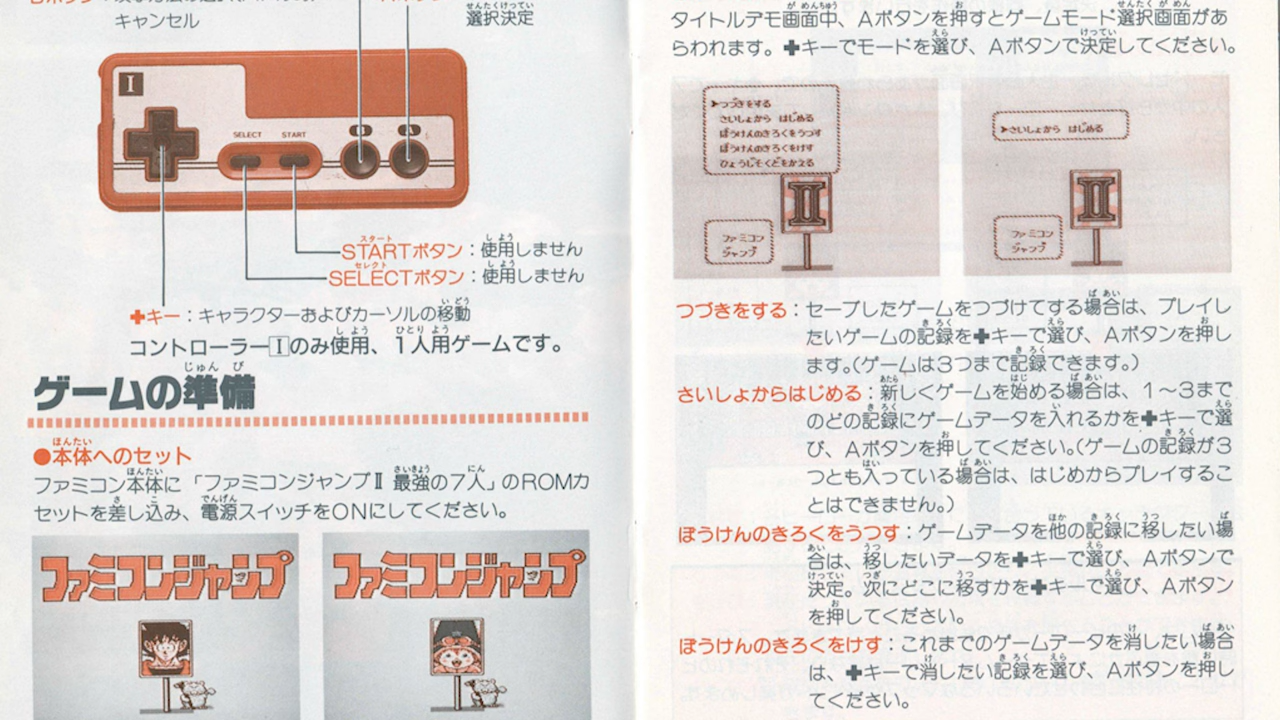 キャンセル
選択決定
I
SELECT
START
STARTボタン：使用しません
SELECTボタン：使用しません
✚キー：キャラクターおよびカーソルの移動
コントローラーⅠのみ使用、1人用ゲームです。
ゲームの準備
●本体へのセット
ファミコン本体に「ファミコンジャンプⅡ 最強の7人」のROMカ
セットを差し込み、電源スイッチをONにしてください。
ファミコンジャンプ
ファミコンジャンプ
タイトルデモ画面中、Aボタンを押すとゲームモード選択画面があ
らわれます。✚キーでモードを選び、Aボタンで決定してください。
▶つづきをする
さいしょから はじめる
ぼうけんのきろくをうつす
ぼうけんのきろくをけす
ひょうじそくどをかえる
Ⅱ
ファミコン
ジャンプ
▶さいしょから はじめる
Ⅱ
ファミコン
ジャンプ
つづきをする：セーブしたゲームをつづけてする場合は、プレイし
たいゲームの記録を✚キーで選び、Aボタンを押し
ます。(ゲームは3つまで記録できます。)
さいしょからはじめる：新しくゲームを始める場合は、1～3まで
のどの記録にゲームデータを入れるかを✚キーで選
び、Aボタンを押してください。(ゲームの記録が3
つとも入っている場合は、はじめからプレイするこ
とはできません。)
ぼうけんのきろくをうつす：ゲームデータを他の記録に移したい場
合は、移したいデータを✚キーで選び、Aボタンで
決定。次にどこに移すかを✚キーで選び、Aボタン
を押してください。
ぼうけんのきろくをけす：これまでのゲームデータを消したい場合
は、✚キーで消したい記録を選び、Aボタンを押し
てください。